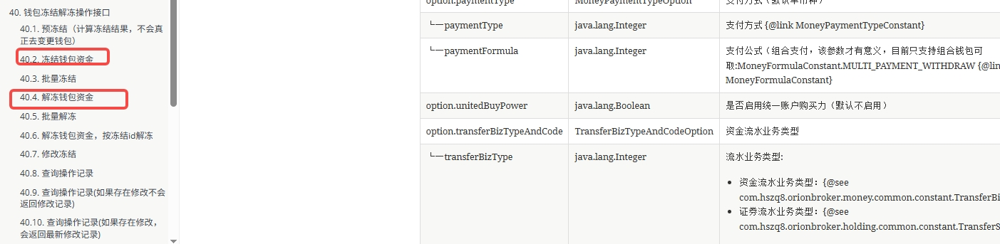 40. 钱包冻结解冻操作接口
40.1. 预冻结（计算冻结结果，不会真
正去变更钱包）
40.2. 冻结钱包资金
40.3. 批量冻结
40.4. 解冻钱包资金
40.5. 批量解冻
40.6. 解冻钱包资金，按冻结id解冻
40.7. 修改冻结
40.8. 查询操作记录
40.9. 查询操作记录(如果存在修改不会
返回修改记录)
40.10. 查询操作记录(如果存在修改，
会返回最新修改记录)
option.paymentType MoneyPaymentTypeOption 支付方式（默认单币种）
└─paymentType java.lang.Integer 支付方式 {@link MoneyPaymentTypeConstant}
└─paymentFormula java.lang.Integer 支付公式（组合支付，该参数才有意义，目前只支持组合钱包可
取:MoneyFormulaConstant.MULTI_PAYMENT_WITHDRAW {@lin
MoneyFormulaConstant}
option.unitedBuyPower java.lang.Boolean 是否启用统一账户购买力（默认不启用）
option.transferBizTypeAndCode TransferBizTypeAndCodeOption 资金流水业务类型
└─transferBizType java.lang.Integer 流水业务类型:
• 资金流水业务类型：{@see
com.hszq8.orionbroker.money.common.constant.TransferBi
• 证券流水业务类型：{@see
com.hszq8.orionbroker.holding.common.constant.TransferS